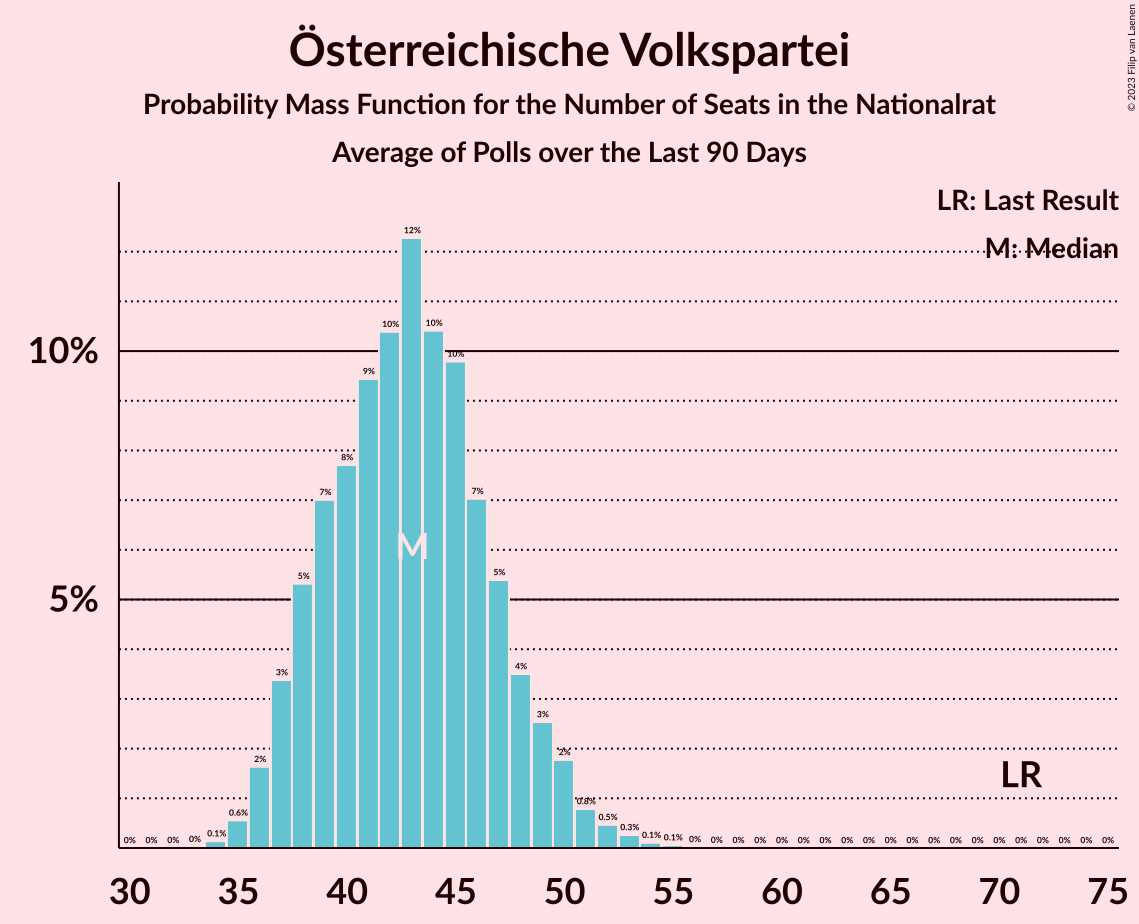 Österreichische Volkspartei
Probability Mass Function for the Number of Seats in the Nationalrat
Average of Polls over the Last 90 Days
© 2023 Filip van Laenen
LR: Last Result
M: Median
10%
5%
0% 0% 0% 0% 0.1% 0.6% 2% 3% 5% 7% 8% 9% 10% 12% 10% 10% 7% 5% 4% 3% 2% 0.8% 0.5% 0.3% 0.1% 0.1% 0% 0% 0% 0% 0% 0% 0% 0% 0% 0% 0% 0% 0% 0% 0% 0% 0% 0% 0% 0%
M
LR
30 35 40 45 50 55 60 65 70 75